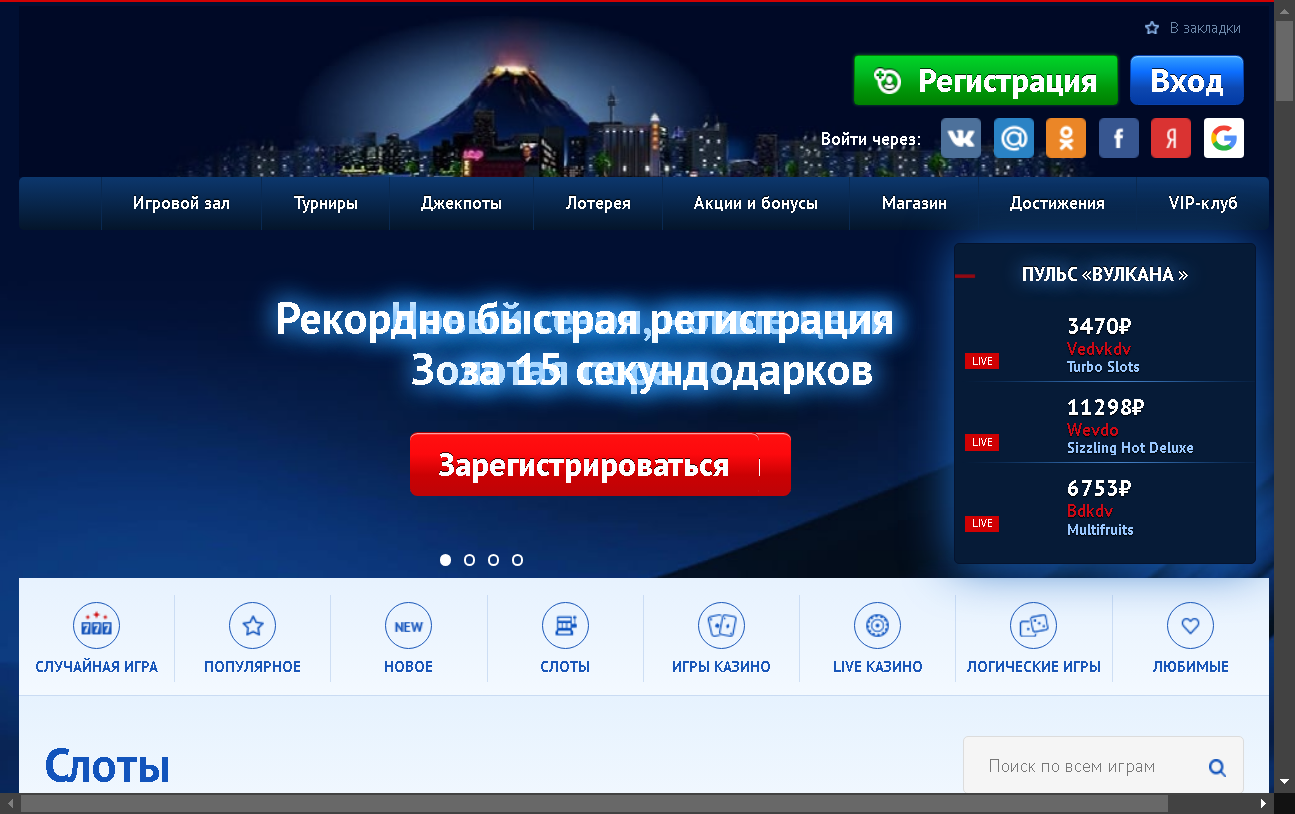 В закладки
Регистрация
Вход
Войти через:
Игровой зал
Турниры
Джекпоты
Лотерея
Акции и бонусы
Магазин
Достижения
VIP-клуб
Рекордно быстрая регистрация
за 15 секунд
Зарегистрироваться
ПУЛЬС «ВУЛКАНА »
3470₽
Vedvkdv
LIVE
Turbo Slots
11298₽
Wevdo
LIVE
Sizzling Hot Deluxe
6753₽
Bdkdv
LIVE
Multifruits
777
NEW
СЛУЧАЙНАЯ ИГРА
ПОПУЛЯРНОЕ
НОВОЕ
СЛОТЫ
ИГРЫ КАЗИНО
LIVE КАЗИНО
ЛОГИЧЕСКИЕ ИГРЫ
ЛЮБИМЫЕ
Слоты
Поиск по всем играм